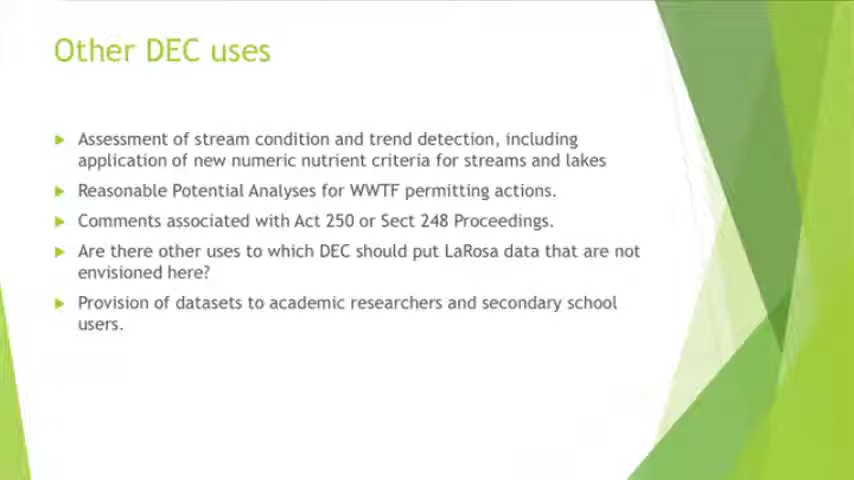 Other DEC uses
Assessment of stream condition and trend detection, including
application of new numeric nutrient criteria for streams and lakes
Reasonable Potential Analyses for WWTF permitting actions.
Comments associated with Act 250 or Sect 248 Proceedings.
Are there other uses to which DEC should put LaRosa data that are not
envisioned here?
Provision of datasets to academic researchers and secondary school
users.